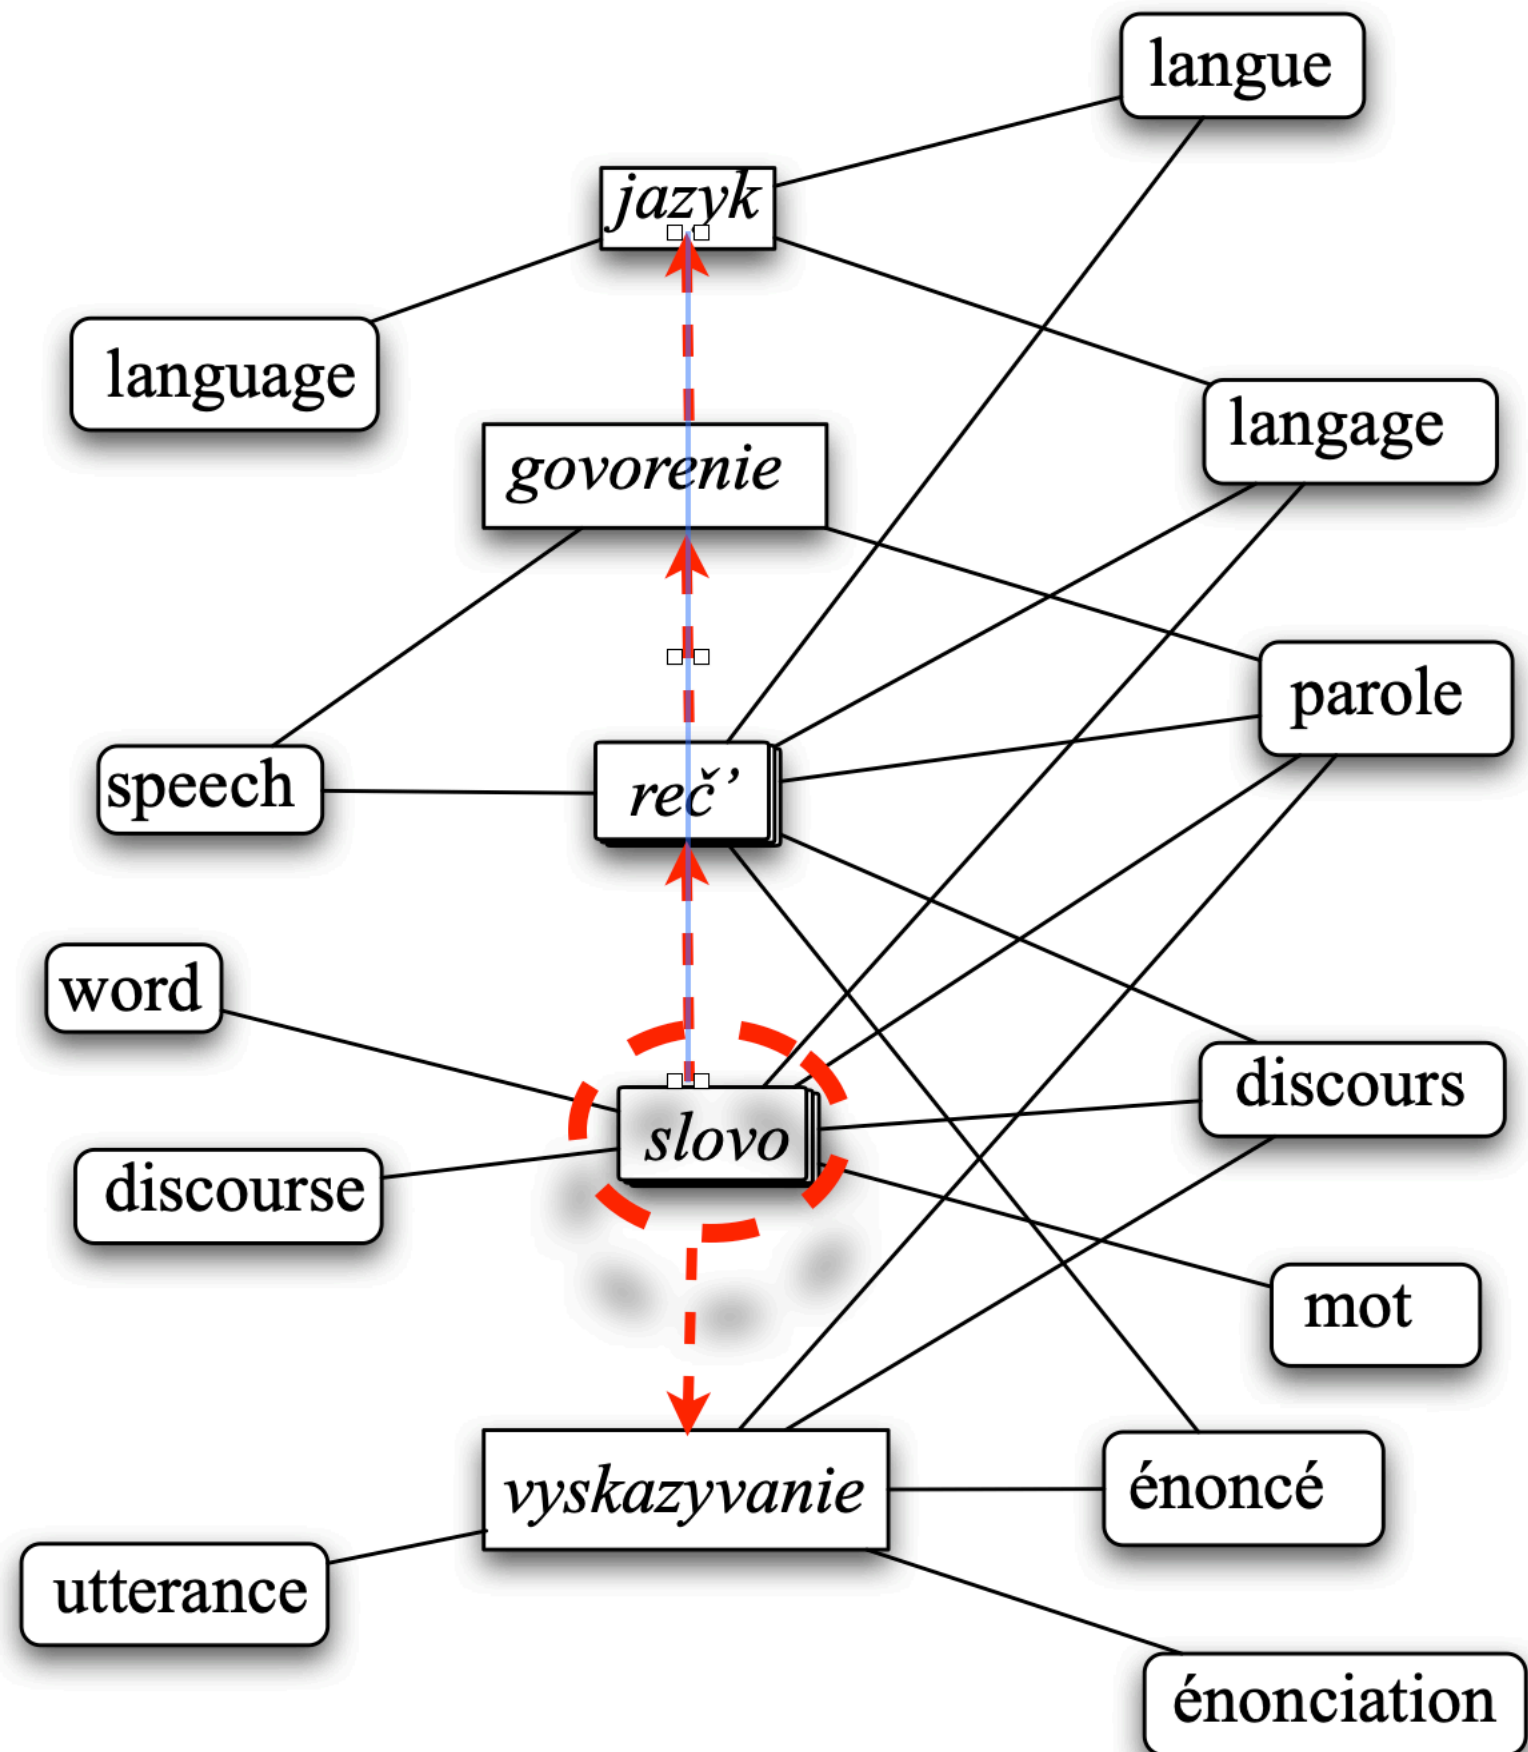 langue
jazyk
language
langage
govorenie
parole
speech
reč’
word
discours
slovo
discourse
mot
vyskazyvanie
énoncé
utterance
énonciation